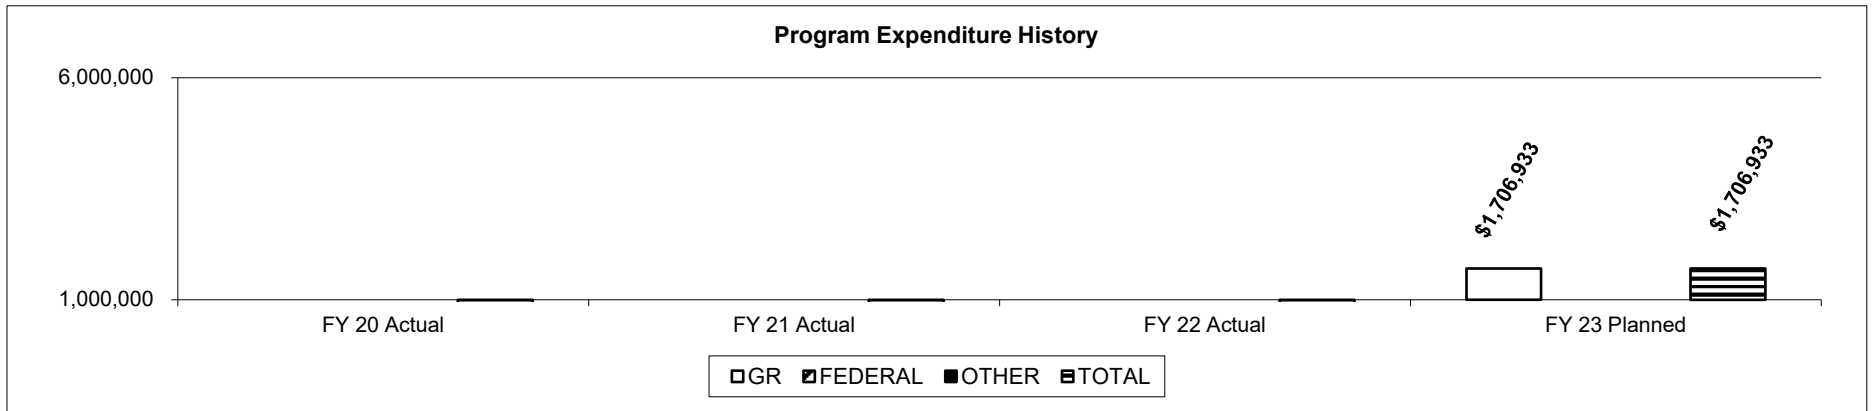 Program Expenditure History
6,000,000
$1,706,933
$1,706,933
1,000,000
FY 20 Actual
FY 21 Actual
FY 22 Actual
FY 23 Planned
GR FEDERAL OTHER TOTAL